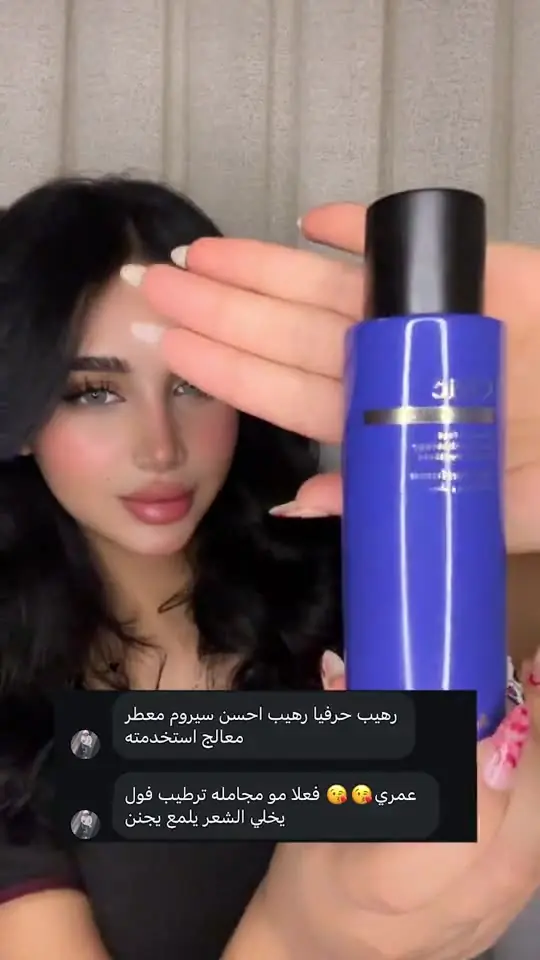 رهيب حرفيا رهيب احسن سيروم معطر
معالج استخدمته
عمري😘😘 فعلا مو مجامله ترطيب فول
يخلي الشعر يلمع يجنن